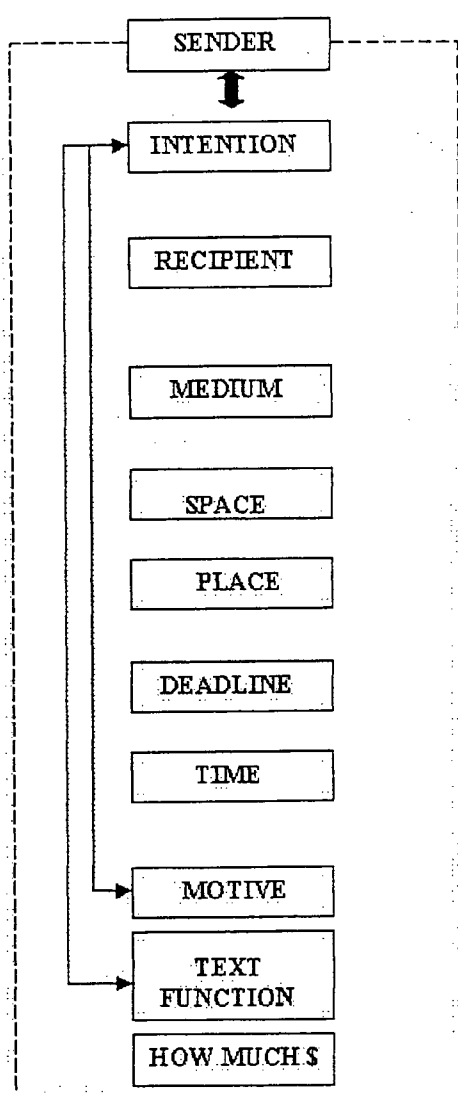 SENDER
INTENTION
RECIPIENT
MEDIUM
SPACE
PLACE
DEADLINE
TIME
MOTIVE
TEXT
FUNCTION
HOW MUCH $